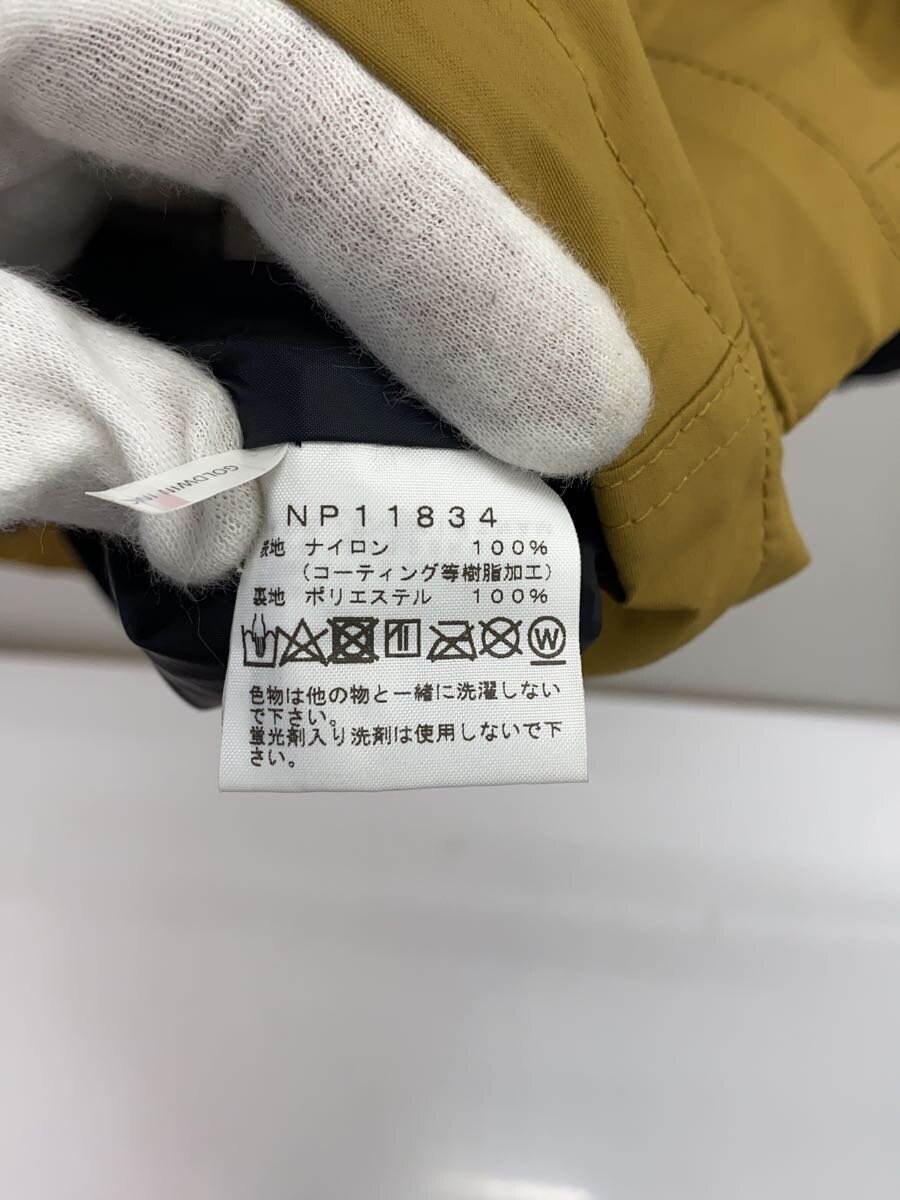 GOLDWIN INC
NP11834
表地 ナイロン 100%
(コーティング等樹脂加工)
裏地 ポリエステル 100%
W
色物は他の物と一緒に洗濯しない
で下さい。
蛍光剤入り洗剤は使用しないで下
さい。